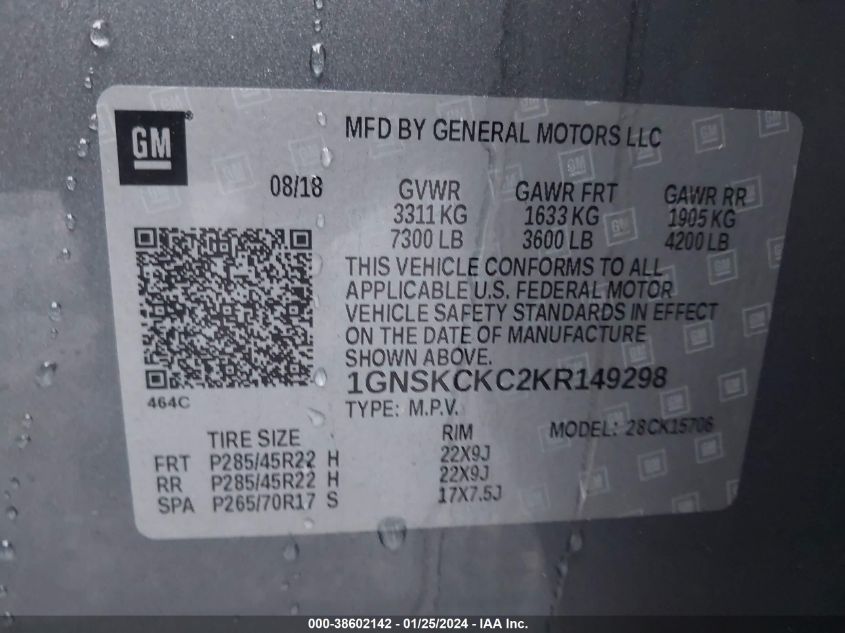 GM
MFD BY GENERAL MOTORS LLC
08/18
GVWR GAWR FRT GAWR RR
3311 KG 1633 KG 1905 KG
7300 LB 3600 LB 4200 LB
THIS VEHICLE CONFORMS TO ALL
APPLICABLE U.S. FEDERAL MOTOR
VEHICLE SAFETY STANDARDS IN EFFECT
ON THE DATE OF MANUFACTURE
SHOWN ABOVE.
1GNSKCKC2KR149298
464C
TYPE: M.P.V.
MODEL: 28CK15706
TIRE SIZE RIM
FRT P285/45R22 H 22X9J
RR P285/45R22 H 22X9J
SPA P265/70R17 S 17X7.5J
000-38602142 - 01/25/2024 - IAA Inc.